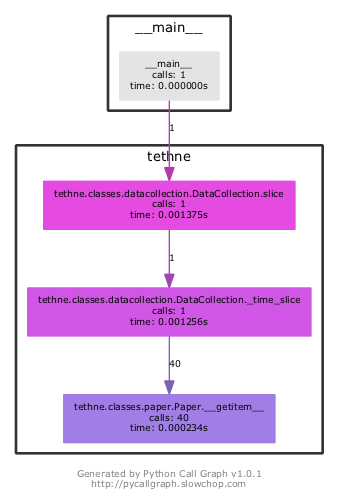 __main__
__main__
calls: 1
time: 0.000000s
1
tethne
tethne.classes.datacollection.DataCollection.slice
calls: 1
time: 0.001375s
1
tethne.classes.datacollection.DataCollection._time_slice
calls: 1
time: 0.001256s
40
tethne.classes.paper.Paper.__getitem__
calls: 40
time: 0.000234s
Generated by Python Call Graph v1.0.1
http://pycallgraph.slowchop.com